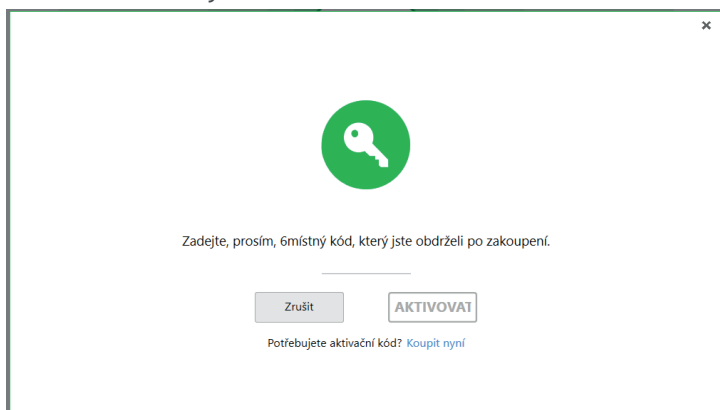 Zadejte, prosím, 6místný kód, který jste obdrželi po zakoupení.
Zrušit
AKTIVOVAT
Potřebujete aktivační kód? Koupit nyní